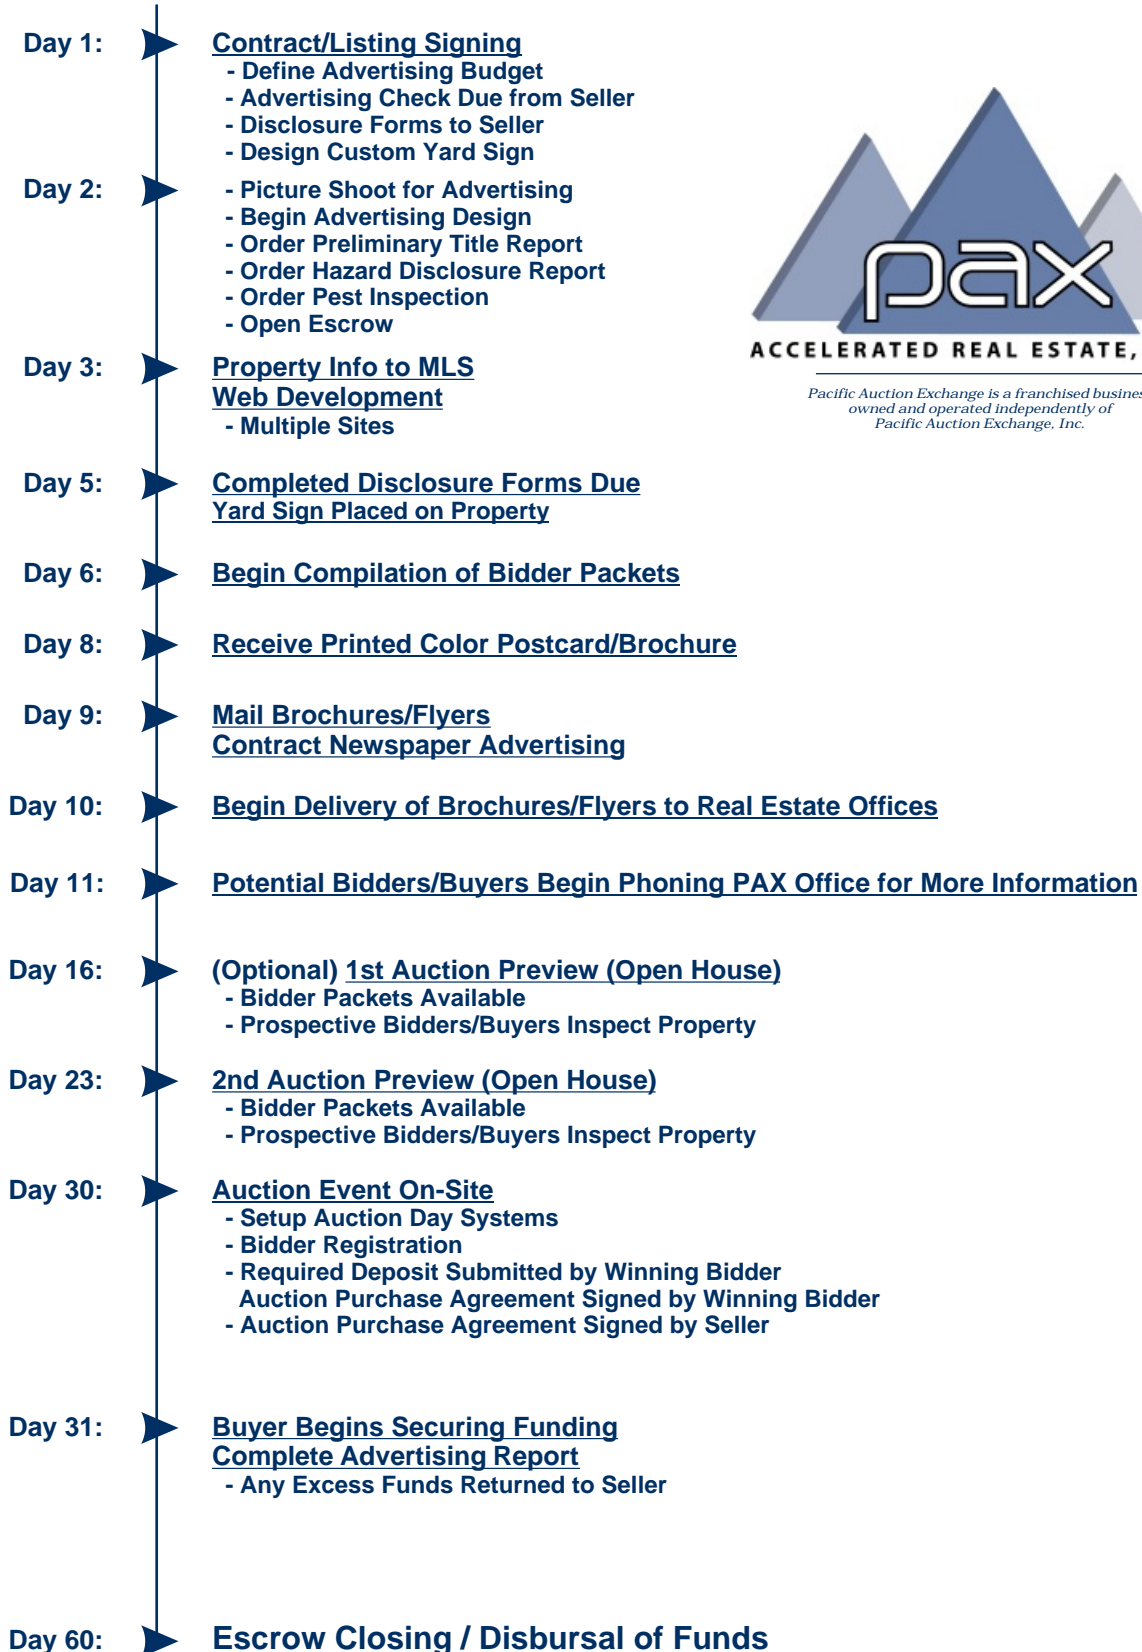 Day 1: Contract/Listing Signing
- Define Advertising Budget
- Advertising Check Due from Seller
- Disclosure Forms to Seller
- Design Custom Yard Sign
Day 2: - Picture Shoot for Advertising
- Begin Advertising Design
- Order Preliminary Title Report
- Order Hazard Disclosure Report
- Order Pest Inspection
- Open Escrow
pax
ACCELERATED REAL ESTATE,
Pacific Auction Exchange is a franchised
owned and operated independently of
Pacific Auction Exchange, Inc.
Day 3: Property Info to MLS
Web Development
- Multiple Sites
Day 5: Completed Disclosure Forms Due
Yard Sign Placed on Property
Day 6: Begin Compilation of Bidder Packets
Day 8: Receive Printed Color Postcard/Brochure
Day 9: Mail Brochures/Flyers
Contract Newspaper Advertising
Day 10: Begin Delivery of Brochures/Flyers to Real Estate Offices
Day 11: Potential Bidders/Buyers Begin Phoning PAX Office for More Information
Day 16: (Optional) 1st Auction Preview (Open House)
- Bidder Packets Available
- Prospective Bidders/Buyers Inspect Property
Day 23: 2nd Auction Preview (Open House)
- Bidder Packets Available
- Prospective Bidders/Buyers Inspect Property
Day 30: Auction Event On-Site
- Setup Auction Day Systems
- Bidder Registration
- Required Deposit Submitted by Winning Bidder
Auction Purchase Agreement Signed by Winning Bidder
- Auction Purchase Agreement Signed by Seller
Day 31: Buyer Begins Securing Funding
Complete Advertising Report
- Any Excess Funds Returned to Seller
Day 60: Escrow Closing / Disbursal of Funds